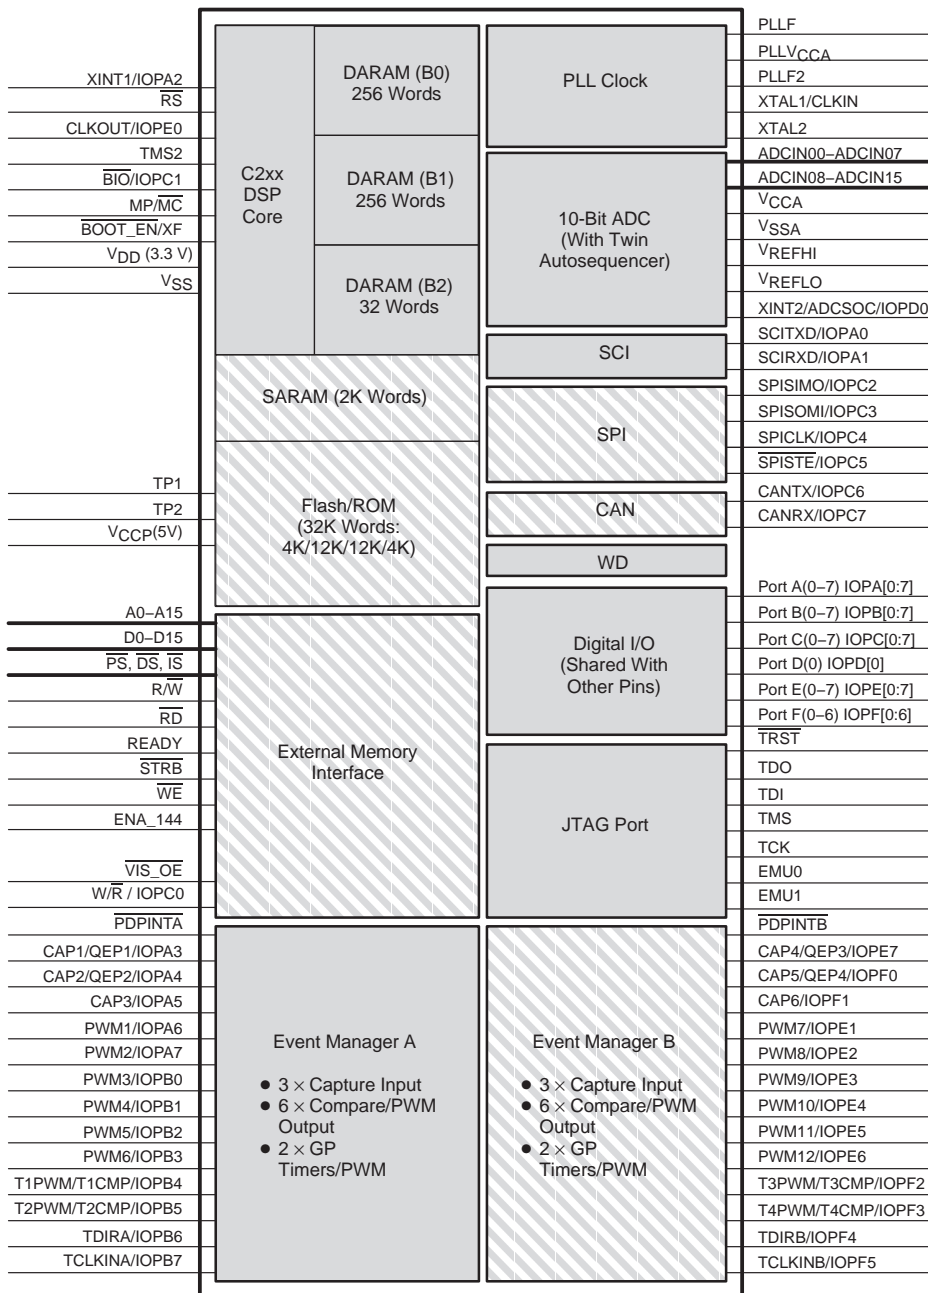 XINT1/IOPA2
RS
CLKOUT/IOPE0
TMS2
BIO/IOPC1
MP/MC
BOOT_EN/XF
VDD (3.3 V)
VSS
TP1
TP2
VCCP(5V)
A0–A15
D0–D15
PS, DS, IS
R/W
RD
READY
STRB
WE
ENA_144
VIS_OE
W/R / IOPC0
PDPINTA
CAP1/QEP1/IOPA3
CAP2/QEP2/IOPA4
CAP3/IOPA5
PWM1/IOPA6
PWM2/IOPA7
PWM3/IOPB0
PWM4/IOPB1
PWM5/IOPB2
PWM6/IOPB3
T1PWM/T1CMP/IOPB4
T2PWM/T2CMP/IOPB5
TDIRA/IOPB6
TCLKINA/IOPB7
C2xx
DSP
Core
DARAM (B0)
256 Words
DARAM (B1)
256 Words
DARAM (B2)
32 Words
SARAM (2K Words)
Flash/ROM
(32K Words:
4K/12K/12K/4K)
External Memory
Interface
Event Manager A
● 3 × Capture Input
● 6 × Compare/PWM
Output
● 2 × GP
Timers/PWM
PLL Clock
10-Bit ADC
(With Twin
Autosequencer)
SCI
SPI
CAN
WD
Digital I/O
(Shared With
Other Pins)
JTAG Port
Event Manager B
● 3 × Capture Input
● 6 × Compare/PWM
Output
● 2 × GP
Timers/PWM
PLLF
PLLVCCA
PLLF2
XTAL1/CLKIN
XTAL2
ADCIN00–ADCIN07
ADCIN08–ADCIN15
VCCA
VSSA
VREFHI
VREFLO
XINT2/ADCSOC/IOPD0
SCITXD/IOPA0
SCIRXD/IOPA1
SPISIMO/IOPC2
SPISOMI/IOPC3
SPICLK/IOPC4
SPISTE/IOPC5
CANTX/IOPC6
CANRX/IOPC7
Port A(0–7) IOPA[0:7]
Port B(0–7) IOPB[0:7]
Port C(0–7) IOPC[0:7]
Port D(0) IOPD[0]
Port E(0–7) IOPE[0:7]
Port F(0–6) IOPF[0:6]
TRST
TDO
TDI
TMS
TCK
EMU0
EMU1
PDPINTB
CAP4/QEP3/IOPE7
CAP5/QEP4/IOPF0
CAP6/IOPF1
PWM7/IOPE1
PWM8/IOPE2
PWM9/IOPE3
PWM10/IOPE4
PWM11/IOPE5
PWM12/IOPE6
T3PWM/T3CMP/IOPF2
T4PWM/T4CMP/IOPF3
TDIRB/IOPF4
TCLKINB/IOPF5